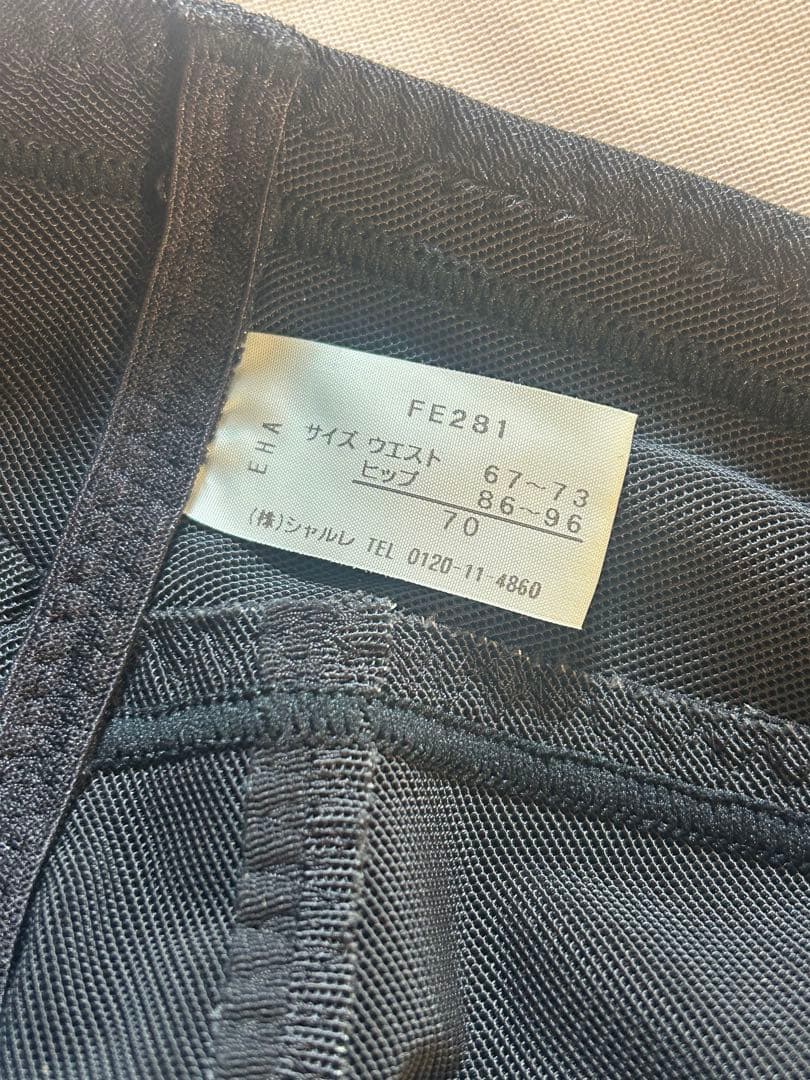 FE281
サイズ ウエスト 67~73
ヒップ 86~96
70
(株)シャルレ TEL 0120-11-4860
EHA